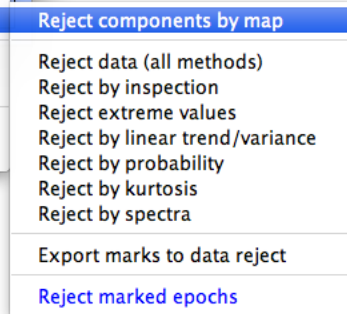 Reject components by map
Reject data (all methods)
Reject by inspection
Reject extreme values
Reject by linear trend/variance
Reject by probability
Reject by kurtosis
Reject by spectra
Export marks to data reject
Reject marked epochs